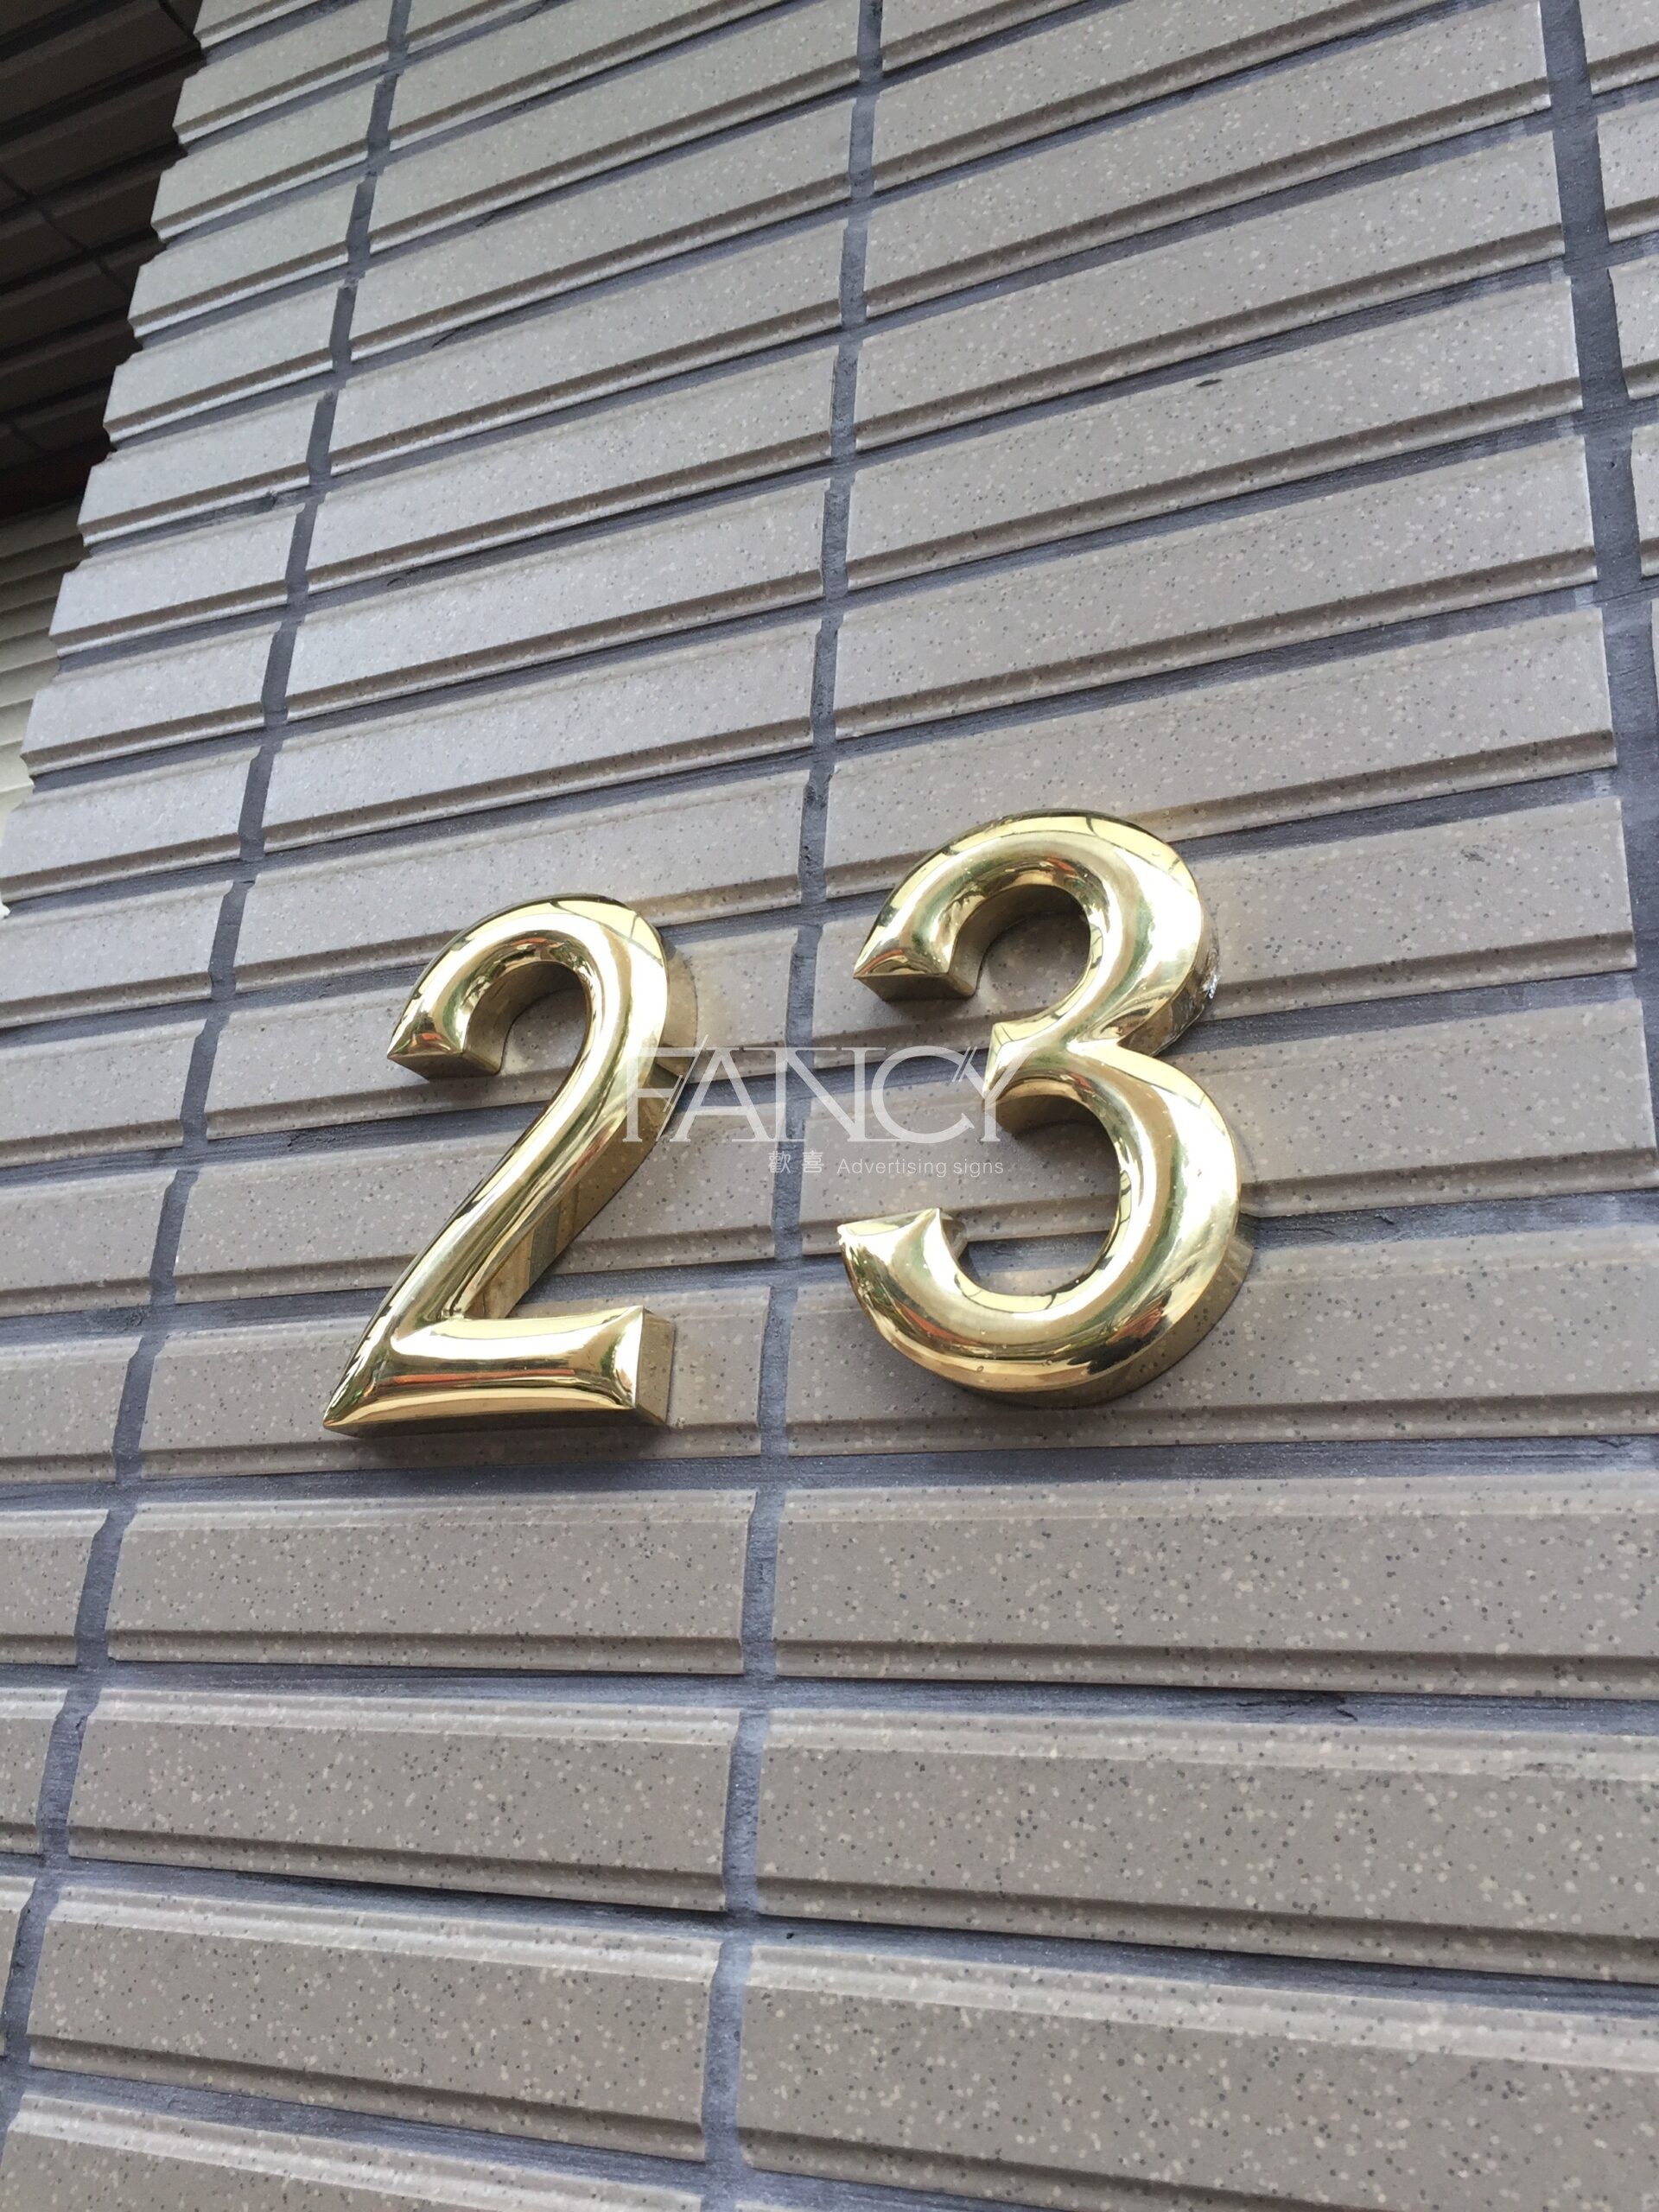 23
FANCY
歡喜 Advertising signs